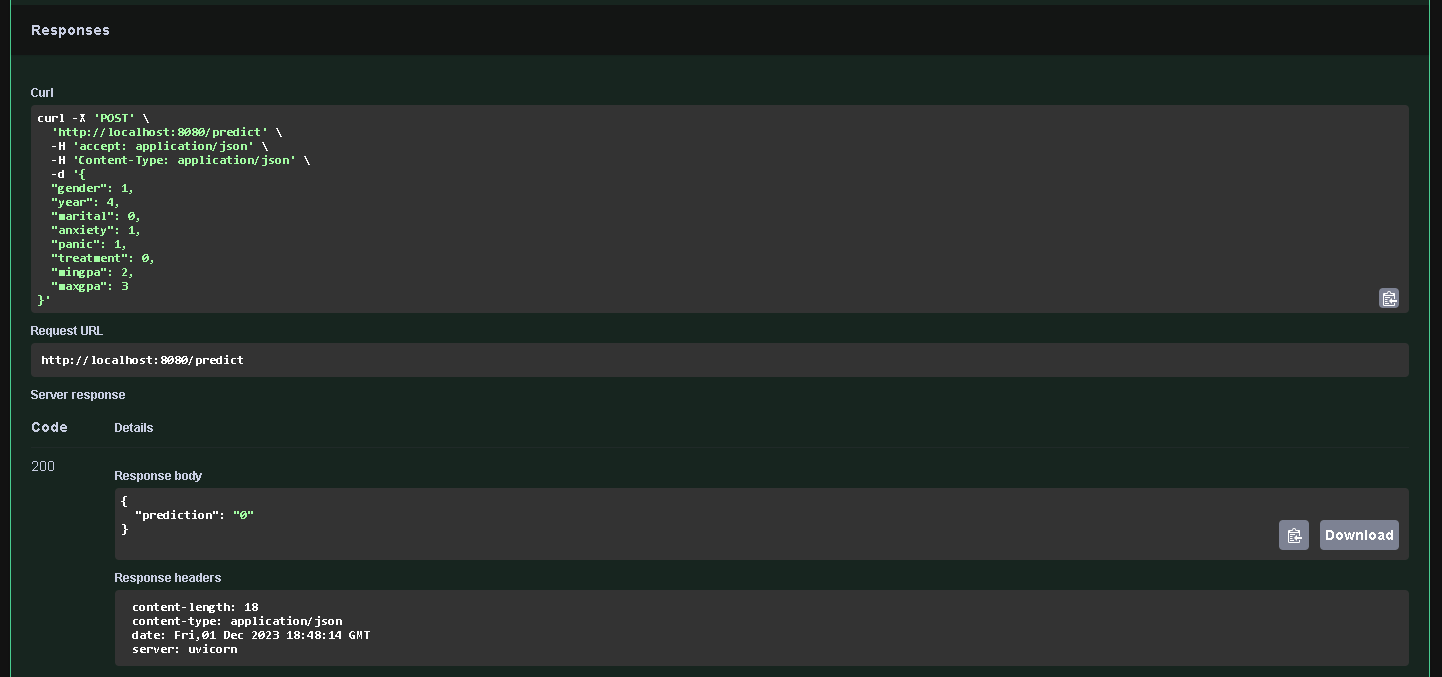 Responses
Curl
curl -X 'POST' \
  'http://localhost:8080/predict' \
  -H 'accept: application/json' \
  -H 'Content-Type: application/json' \
  -d '{
  "gender": 1,
  "year": 4,
  "marital": 0,
  "anxiety": 1,
  "panic": 1,
  "treatment": 0,
  "mingpa": 2,
  "maxgpa": 3
}'
Request URL
http://localhost:8080/predict
Server response
Code Details
200
Response body
{
  "prediction": "0"
}
Download
Response headers
content-length: 18
content-type: application/json
date: Fri,01 Dec 2023 18:48:14 GMT
server: uvicorn